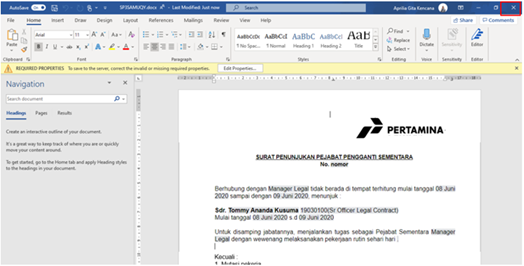 AutoSave On SPJSSAMUQY.docx • Last Modified: Just now Search Aprilia Gita Kencana
File Home Insert Draw Design Layout References Mailings Review View Help Share Comments
Paste Arial 11
AaBbCcDc AaBbCcDc AaBbCc AaBbCcC
¶ No Spac... ¶ Normal Heading 1 Heading 2 Title
Find
Replace
Select
Dictate Sensitivity Editor
Clipboard Font Paragraph Styles Editing Voice Sensitivity Editor
REQUIRED PROPERTIES To save to the server, correct the invalid or missing required properties. Edit Properties...
Navigation
Search document
Headings Pages Results
Create an interactive outline of your document.
It's a great way to keep track of where you are or quickly
move your content around.
To get started, go to the Home tab and apply Heading styles
to the headings in your document.
PERTAMINA
SURAT PENUNJUKAN PEJABAT PENGGANTI SEMENTARA
No. nomor
Berhubung dengan Manager Legal tidak berada di tempat terhitung mulai tanggal 08 Juni
2020 sampai dengan 09 Juni 2020, menunjuk :
Sdr. Tommy Ananda Kusuma 19030100(Sr Officer Legal Contract)
Mulai tanggal 08 Juni 2020 s.d 09 Juni 2020
Untuk disamping jabatannya, menjalankan tugas sebagai Pejabat Sementara Manager
Legal dengan wewenang melaksanakan pekerjaan rutin sehari hari :
Kecuali :
1. Mutasi pekerja